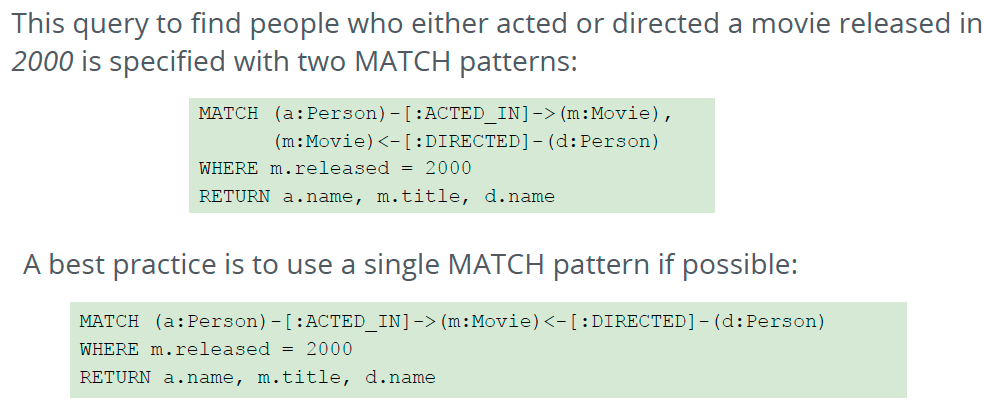 This query to find people who either acted or directed a movie released in
2000 is specified with two MATCH patterns:
MATCH (a:Person)-[:ACTED_IN]->(m:Movie),
(m:Movie)<-[:DIRECTED]-(d:Person)
WHERE m.released = 2000
RETURN a.name, m.title, d.name
A best practice is to use a single MATCH pattern if possible:
MATCH (a:Person)-[:ACTED_IN]->(m:Movie)<-[:DIRECTED]-(d:Person)
WHERE m.released = 2000
RETURN a.name, m.title, d.name